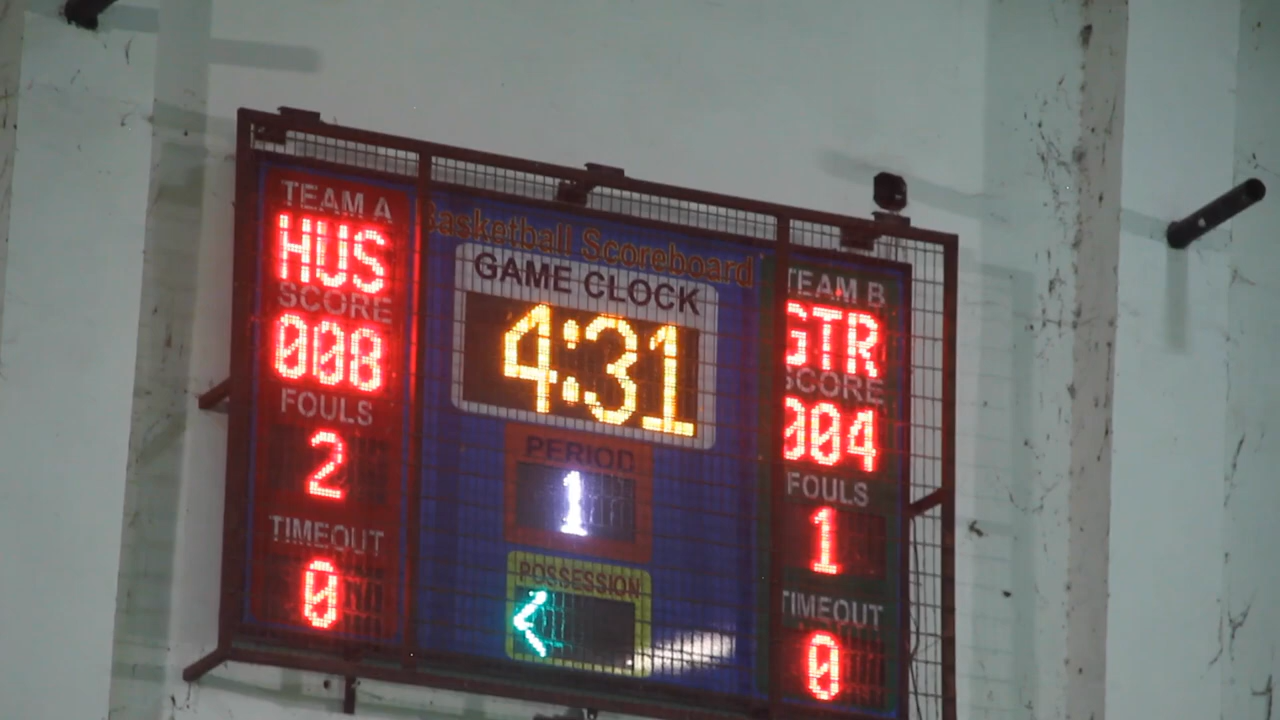 TEAM A
HUS
SCORE
008
FOULS
2
TIMEOUT
0
Basketball Scoreboard
GAME CLOCK
4:31
PERIOD
1
POSSESSION
<
TEAM B
GTR
SCORE
004
FOULS
1
TIMEOUT
0